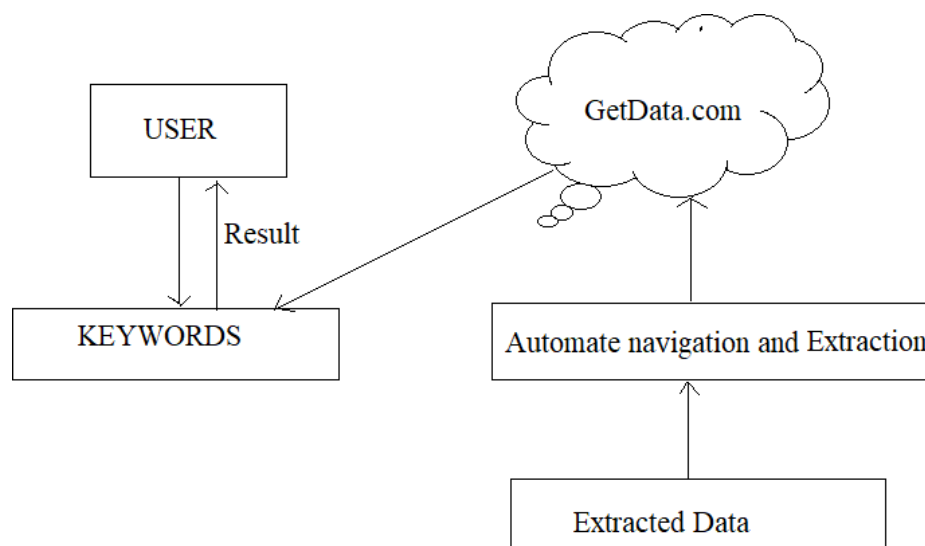 GetData.com
USER
Result
KEYWORDS
Automate navigation and Extraction
Extracted Data